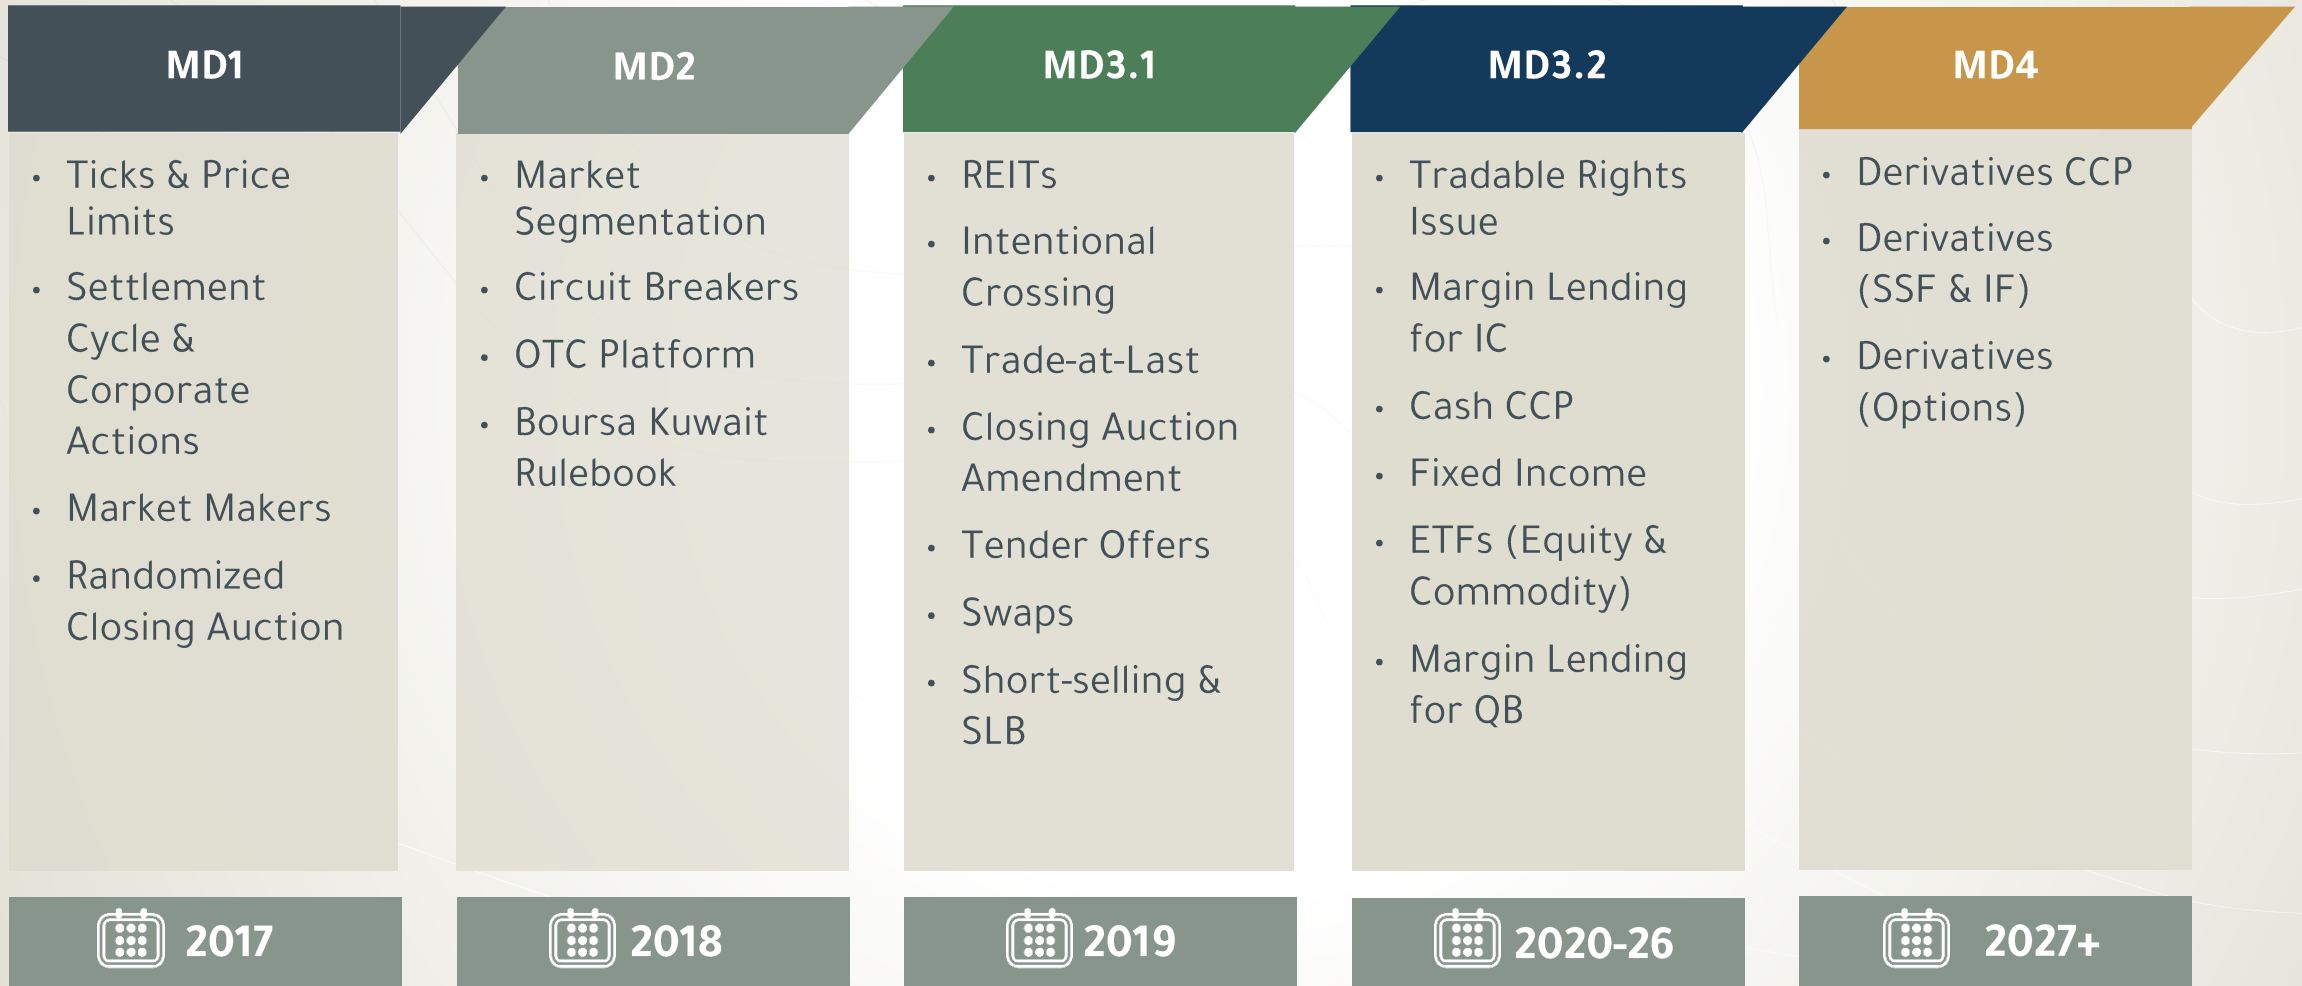 MD1
• Ticks & Price
Limits
• Settlement
Cycle &
Corporate
Actions
• Market Makers
• Randomized
Closing Auction
2017
MD2
• Market
Segmentation
• Circuit Breakers
• OTC Platform
• Boursa Kuwait
Rulebook
2018
MD3.1
• REITs
• Intentional
Crossing
• Trade-at-Last
• Closing Auction
Amendment
• Tender Offers
• Swaps
• Short-selling &
SLB
2019
MD3.2
• Tradable Rights
Issue
• Margin Lending
for IC
• Cash CCP
• Fixed Income
• ETFs (Equity &
Commodity)
• Margin Lending
for QB
2020-26
MD4
• Derivatives CCP
• Derivatives
(SSF & IF)
• Derivatives
(Options)
2027+